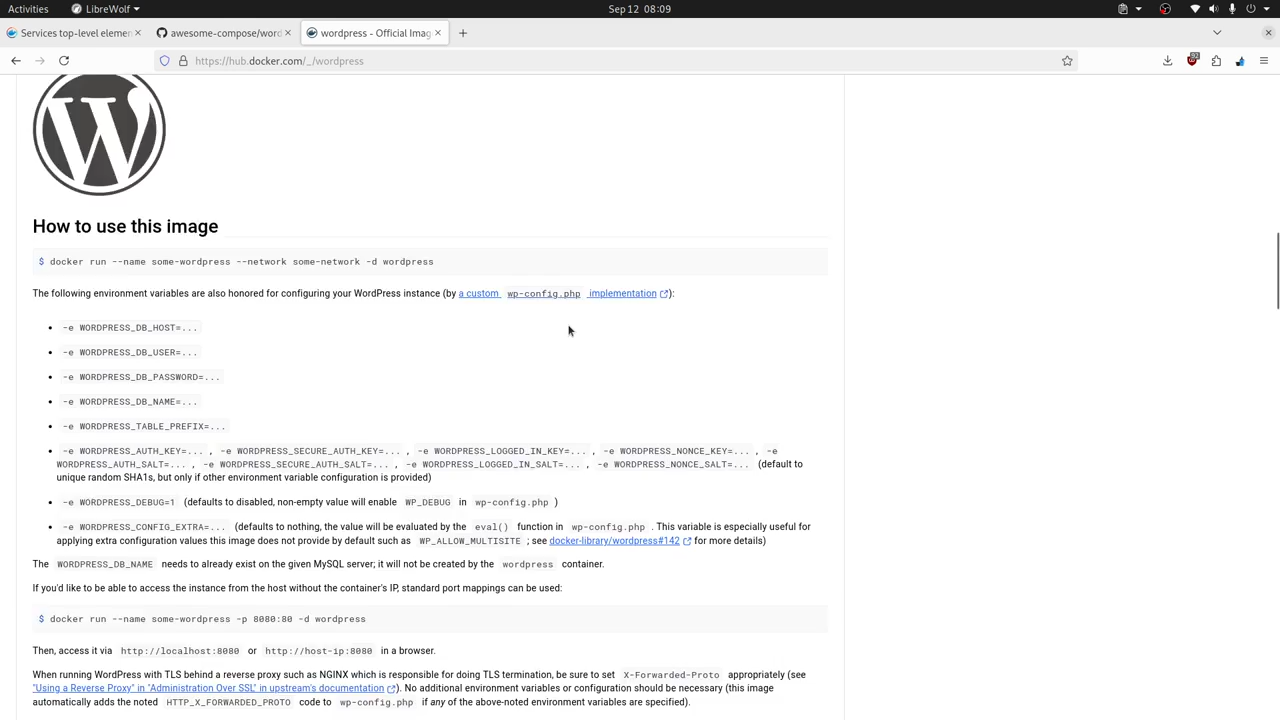 Activities
LibreWolf
Sep 12 08:09
Services top-level elemen
awesome-compose/word
wordpress - Official Imag
https://hub.docker.com/_/wordpress
How to use this image
$ docker run --name some-wordpress --network some-network -d wordpress
The following environment variables are also honored for configuring your WordPress instance (by a custom wp-config.php implementation ):
-e WORDPRESS_DB_HOST=...
-e WORDPRESS_DB_USER=...
-e WORDPRESS_DB_PASSWORD=...
-e WORDPRESS_DB_NAME=...
-e WORDPRESS_TABLE_PREFIX=...
-e WORDPRESS_AUTH_KEY=... , -e WORDPRESS_SECURE_AUTH_KEY=... , -e WORDPRESS_LOGGED_IN_KEY=... , -e WORDPRESS_NONCE_KEY=... , -e
WORDPRESS_AUTH_SALT=... , -e WORDPRESS_SECURE_AUTH_SALT=... , -e WORDPRESS_LOGGED_IN_SALT=... , -e WORDPRESS_NONCE_SALT=... (default to
unique random SHA1s, but only if other environment variable configuration is provided)
-e WORDPRESS_DEBUG=1 (defaults to disabled, non-empty value will enable WP_DEBUG in wp-config.php )
-e WORDPRESS_CONFIG_EXTRA=... (defaults to nothing, the value will be evaluated by the eval() function in wp-config.php . This variable is especially useful for
applying extra configuration values this image does not provide by default such as WP_ALLOW_MULTISITE ; see docker-library/wordpress#142 for more details)
The WORDPRESS_DB_NAME needs to already exist on the given MySQL server; it will not be created by the wordpress container.
If you'd like to be able to access the instance from the host without the container's IP, standard port mappings can be used:
$ docker run --name some-wordpress -p 8080:80 -d wordpress
Then, access it via http://localhost:8080 or http://host-ip:8080 in a browser.
When running WordPress with TLS behind a reverse proxy such as NGINX which is responsible for doing TLS termination, be sure to set X-Forwarded-Proto appropriately (see
"Using a Reverse Proxy" in "Administration Over SSL" in upstream's documentation ). No additional environment variables or configuration should be necessary (this image
automatically adds the noted HTTP_X_FORWARDED_PROTO code to wp-config.php if any of the above-noted environment variables are specified).